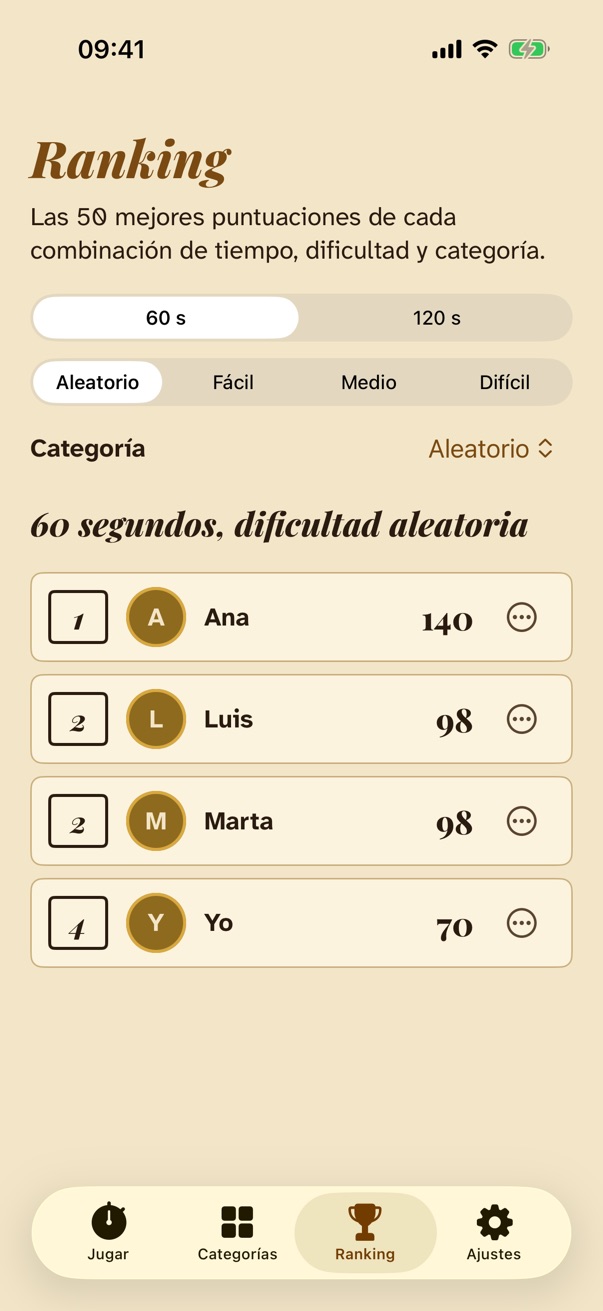 09:41
Ranking
Las 50 mejores puntuaciones de cada
combinación de tiempo, dificultad y categoría.
60 s 120 s
Aleatorio Fácil Medio Difícil
Categoría Aleatorio
60 segundos, dificultad aleatoria
1 A Ana 140
2 L Luis 98
2 M Marta 98
4 Y Yo 70
Jugar Categorías Ranking Ajustes